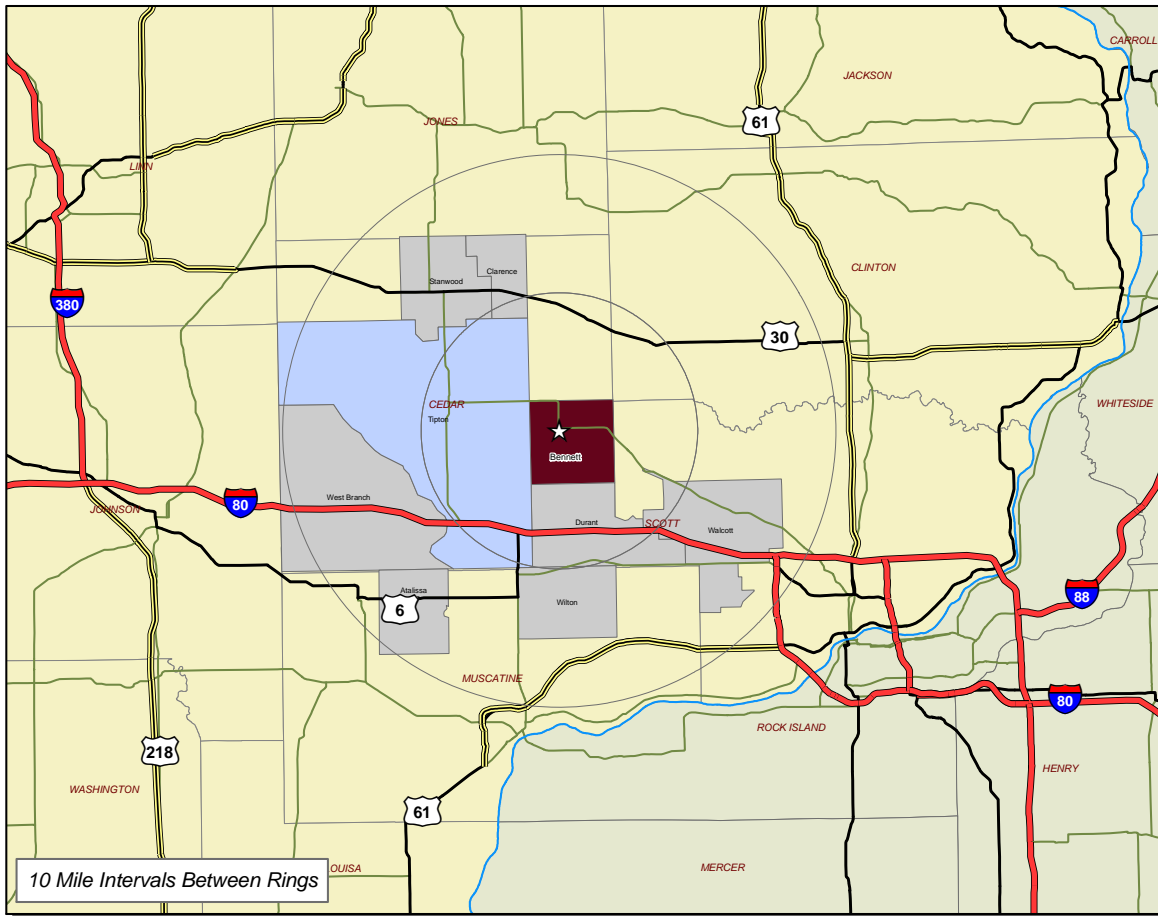 CARROLL
JACKSON
JONES
61
LINN
CLINTON
Clarence
Stanwood
380
30
WHITESIDE
CEDAR
Tipton
Bennett
West Branch
80
JOHNSON
Durant
SCOTT
Walcott
Atalissa
88
Wilton
6
MUSCATINE
80
ROCK ISLAND
218
HENRY
WASHINGTON
61
OUISA
MERCER
10 Mile Intervals Between Rings